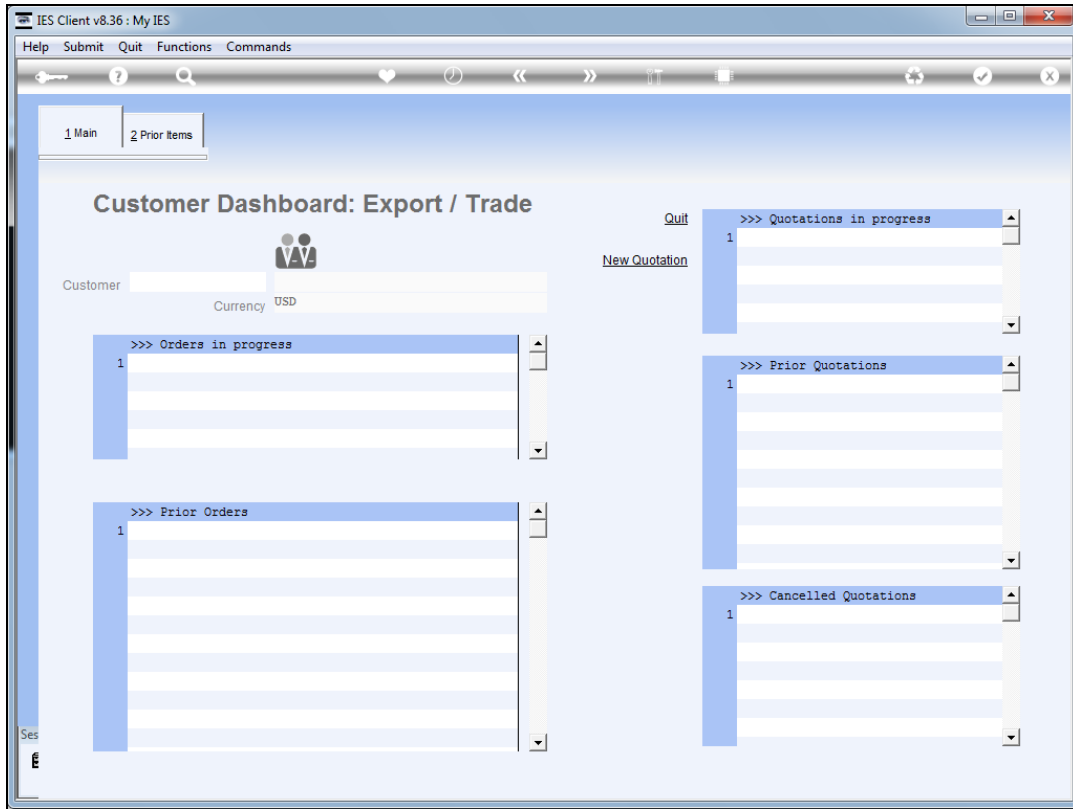 IES Client v8.36 : My IES
Help Submit Quit Functions Commands
1 Main
2 Prior Items
Customer Dashboard: Export / Trade
Quit
New Quotation
Customer
Currency USD
>>> Orders in progress
1
>>> Prior Orders
1
>>> Quotations in progress
1
>>> Prior Quotations
1
>>> Cancelled Quotations
1
Ses